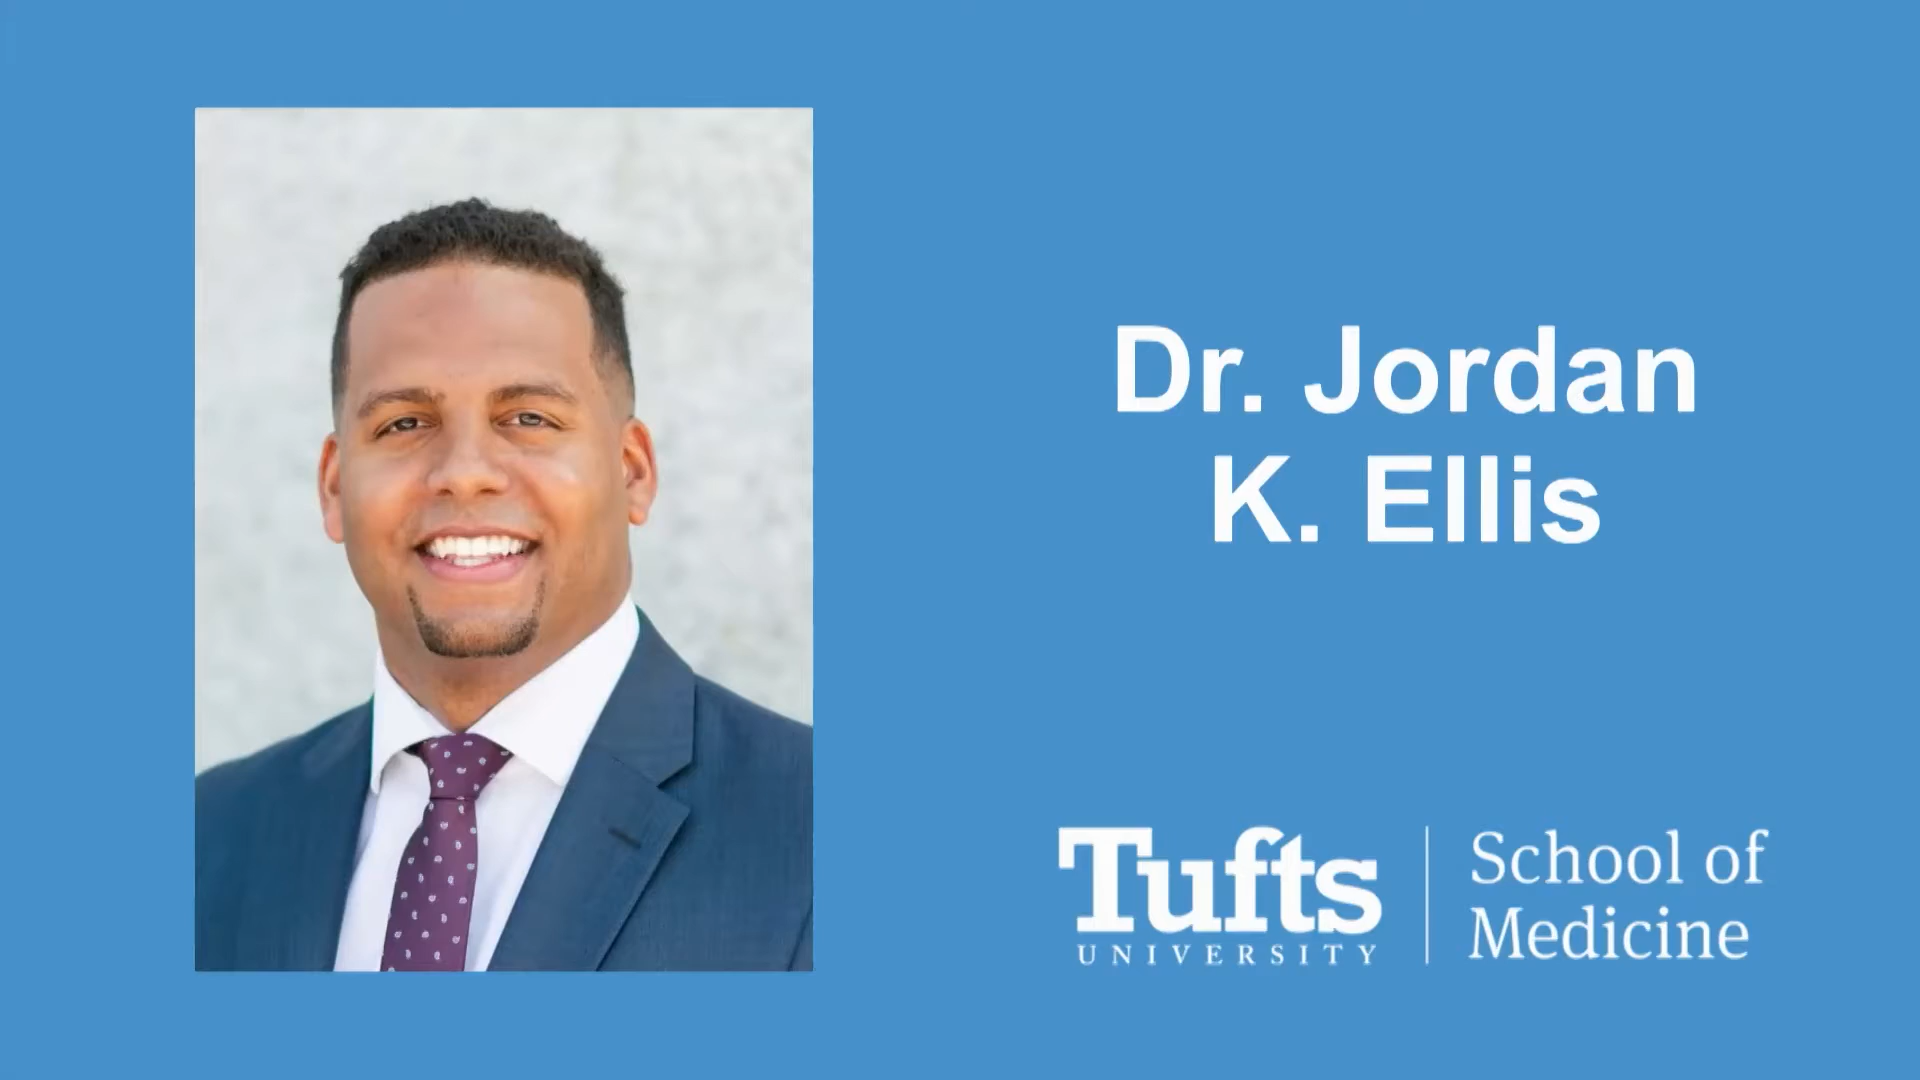 Dr. Jordan
K. Ellis
Tufts
UNIVERSITY
School of
Medicine